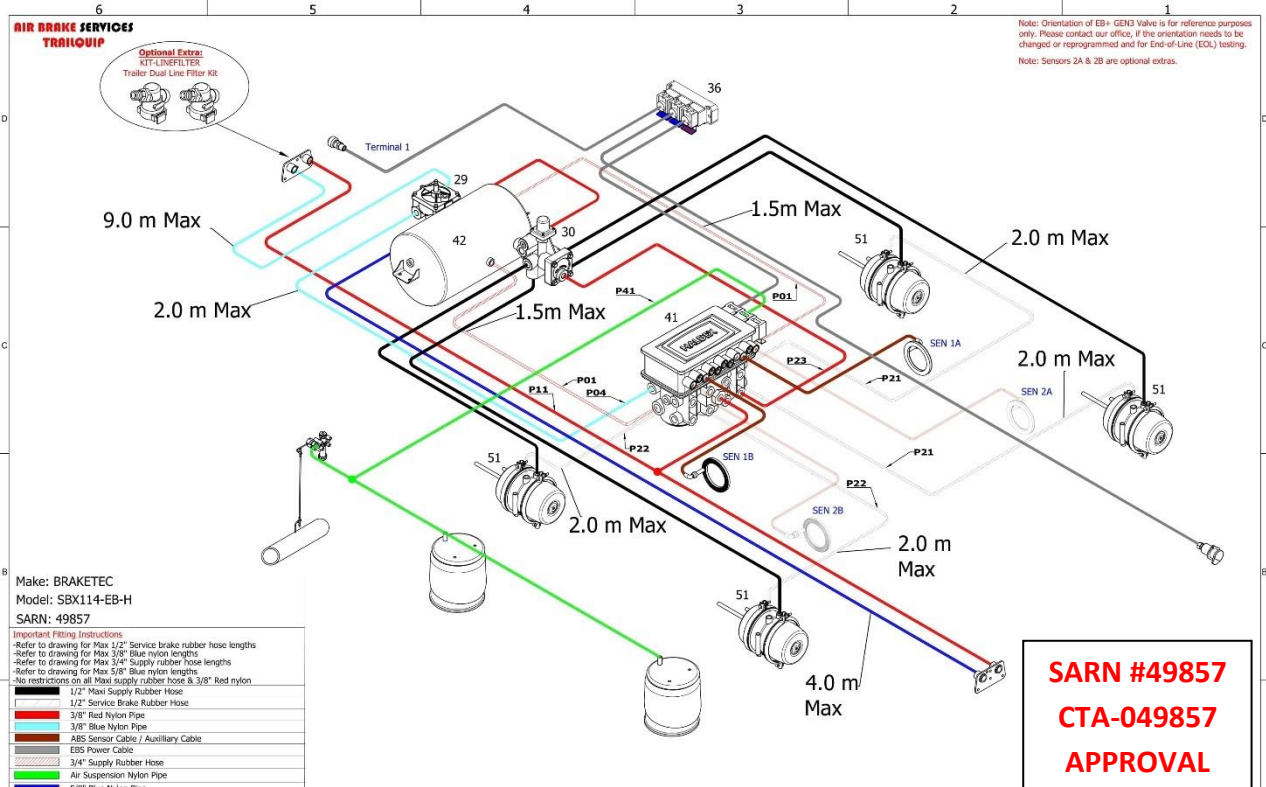 6 5 4 3 2 1
AIR BRAKE SERVICES
TRAILQUIP
Optional Extra:
KIT-LINEFILTER
Trailer Dual Line Filter Kit
Note: Orientation of EB+ GEN3 Valve is for reference purposes
only. Please contact our office, if the orientation needs to be
changed or reprogrammed and for End-of-Line (EOL) testing.
Note: Sensors 2A & 2B are optional extras.
D
D
36
Terminal 1
29
9.0 m Max
1.5m Max
42
30
51
2.0 m Max
2.0 m Max
P41
P01
1.5m Max
41
HALDEX
C
C
SEN 1A
P23
2.0 m Max
P01
P21
P04
P11
SEN 2A
51
P22
P21
51
SEN 1B
P22
SEN 2B
2.0 m Max
2.0 m
Max
B
B
Make: BRAKETEC
Model: SBX114-EB-H
SARN: 49857
51
Important Fitting Instructions
-Refer to drawing for Max 1/2" Service brake rubber hose lengths
-Refer to drawing for Max 3/8" Blue nylon lengths
-Refer to drawing for Max 3/4" Supply rubber hose lengths
-Refer to drawing for Max 5/8" Blue nylon lengths
-No restrictions on all Maxi supply rubber hose & 3/8" Red nylon
1/2" Maxi Supply Rubber Hose
1/2" Service Brake Rubber Hose
3/8" Red Nylon Pipe
3/8" Blue Nylon Pipe
ABS Sensor Cable / Auxilliary Cable
EBS Power Cable
3/4" Supply Rubber Hose
Air Suspension Nylon Pipe
5/8" Blue Nylon Pipe
4.0 m
Max
SARN #49857
CTA-049857
APPROVAL